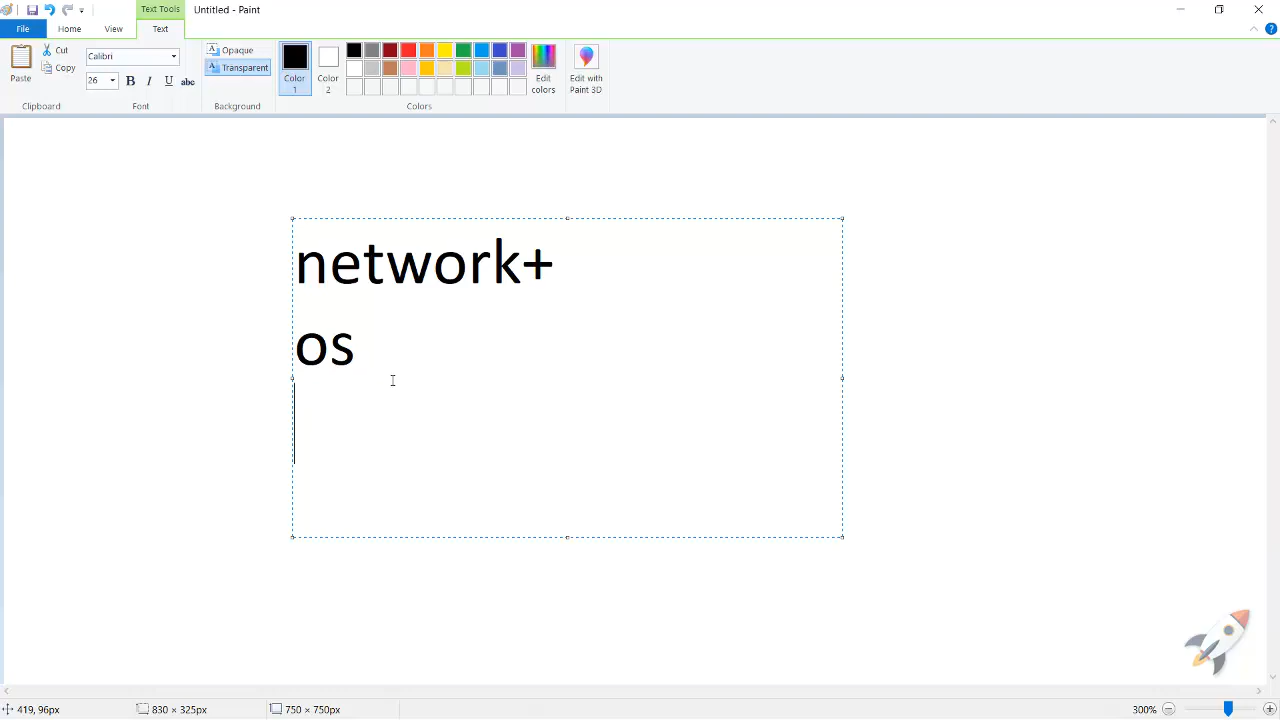 Text Tools
Untitled - Paint
File
Home
View
Text
Paste
Cut
Copy
Clipboard
Calibri
26
B I U abc
Font
Opaque
Transparent
Background
Color 1
Color 2
Edit colors
Colors
Edit with Paint 3D
network+
os
419, 96px
830 × 325px
750 × 750px
300%